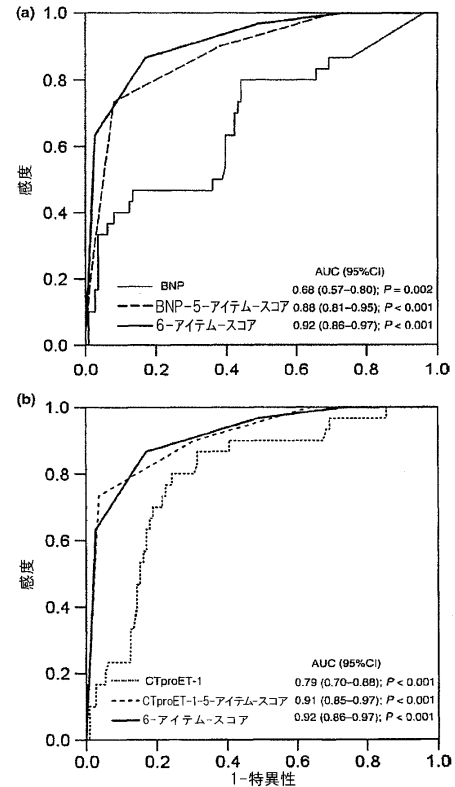 (a)
1.0
0.8
0.6
0.4
0.2
0.0
感度
AUC (95%CI)
BNP 0.68 (0.57–0.80); P = 0.002
BNP-5-アイテム-スコア 0.88 (0.81–0.95); P < 0.001
6-アイテム-スコア 0.92 (0.86–0.97); P < 0.001
0.0 0.2 0.4 0.6 0.8 1.0
(b)
1.0
0.8
0.6
0.4
0.2
0.0
感度
AUC (95%CI)
CTproET-1 0.79 (0.70–0.88); P < 0.001
CTproET-1-5-アイテム-スコア 0.91 (0.85–0.97); P < 0.001
6-アイテム-スコア 0.92 (0.86–0.97); P < 0.001
0.0 0.2 0.4 0.6 0.8 1.0
1-特異性